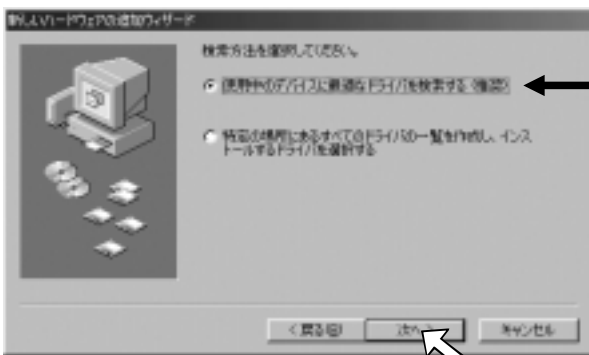 新しいハードウェアの追加ウィザード
検索方法を選択してください。
使用中のデバイスに最適なドライバを検索する (推奨)
特定の場所にあるすべてのドライバの一覧を作成し、インス
トールするドライバを選択する
< 戻る(B)
次へ >
キャンセル